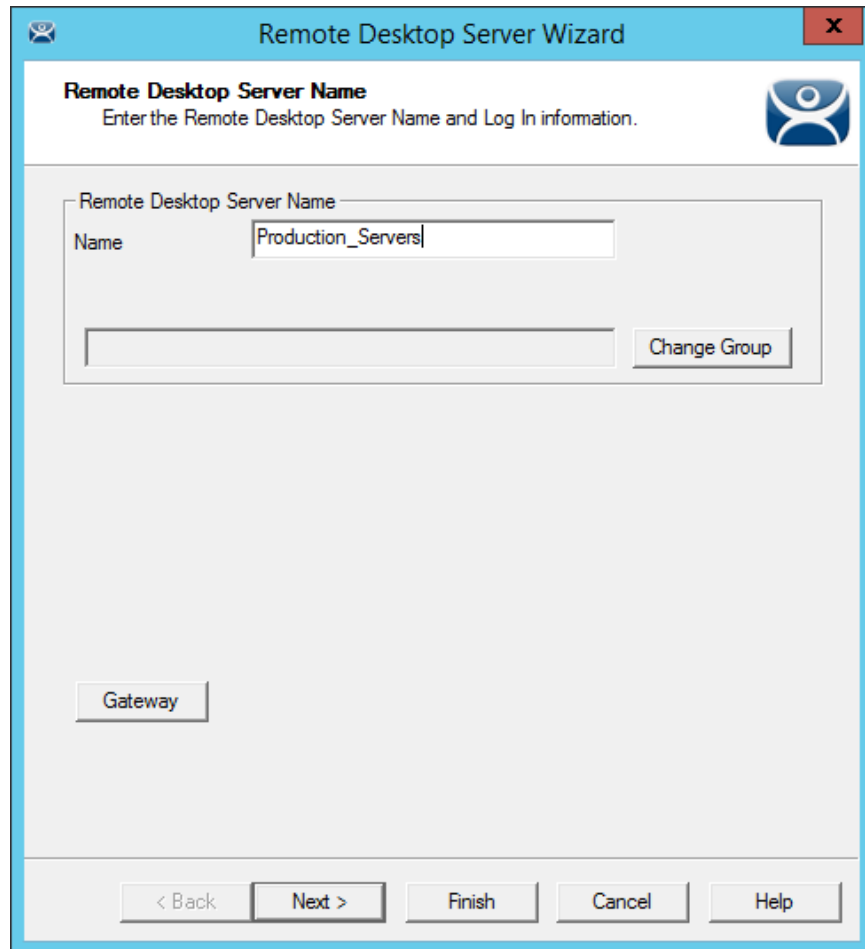 Remote Desktop Server Wizard
x
Remote Desktop Server Name
Enter the Remote Desktop Server Name and Log In information.
Remote Desktop Server Name
Name
Production_Servers
Change Group
Gateway
< Back
Next >
Finish
Cancel
Help